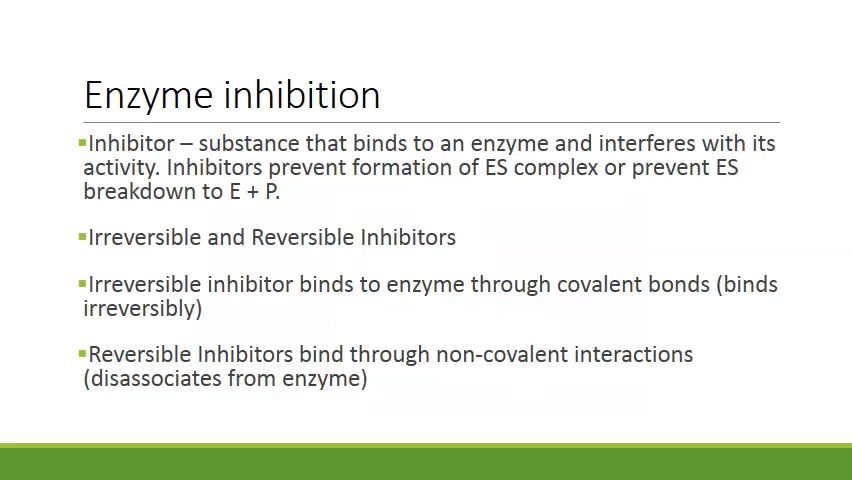 Enzyme inhibition
▪Inhibitor – substance that binds to an enzyme and interferes with its
activity. Inhibitors prevent formation of ES complex or prevent ES
breakdown to E + P.
▪Irreversible and Reversible Inhibitors
▪Irreversible inhibitor binds to enzyme through covalent bonds (binds
irreversibly)
▪Reversible Inhibitors bind through non-covalent interactions
(disassociates from enzyme)